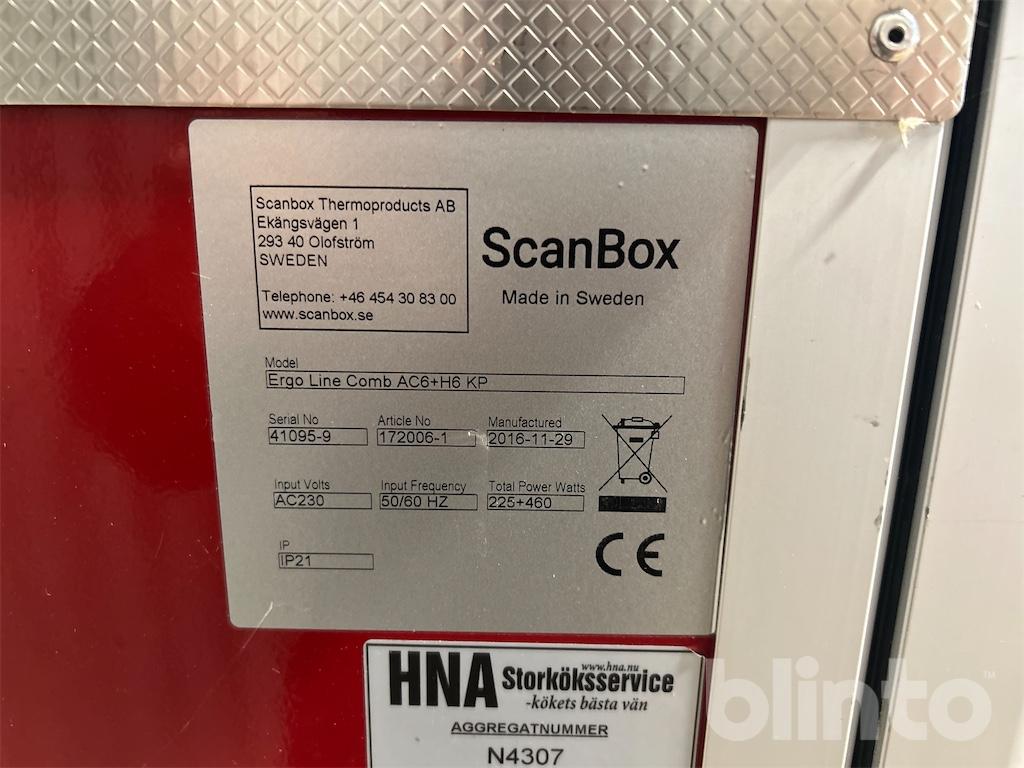 Scanbox Thermoproducts AB
Ekängsvägen 1
293 40 Olofström
SWEDEN
Telephone: +46 454 30 83 00
www.scanbox.se
ScanBox
Made in Sweden
Model
Ergo Line Comb AC6+H6 KP
Serial No
41095-9
Article No
172006-1
Manufactured
2016-11-29
Input Volts
AC230
Input Frequency
50/60 HZ
Total Power Watts
225+460
IP
IP21
CE
HNA
www.hna.nu
Storköksservice
-kökets bästa vän
AGGREGATNUMMER
N4307
blinto™